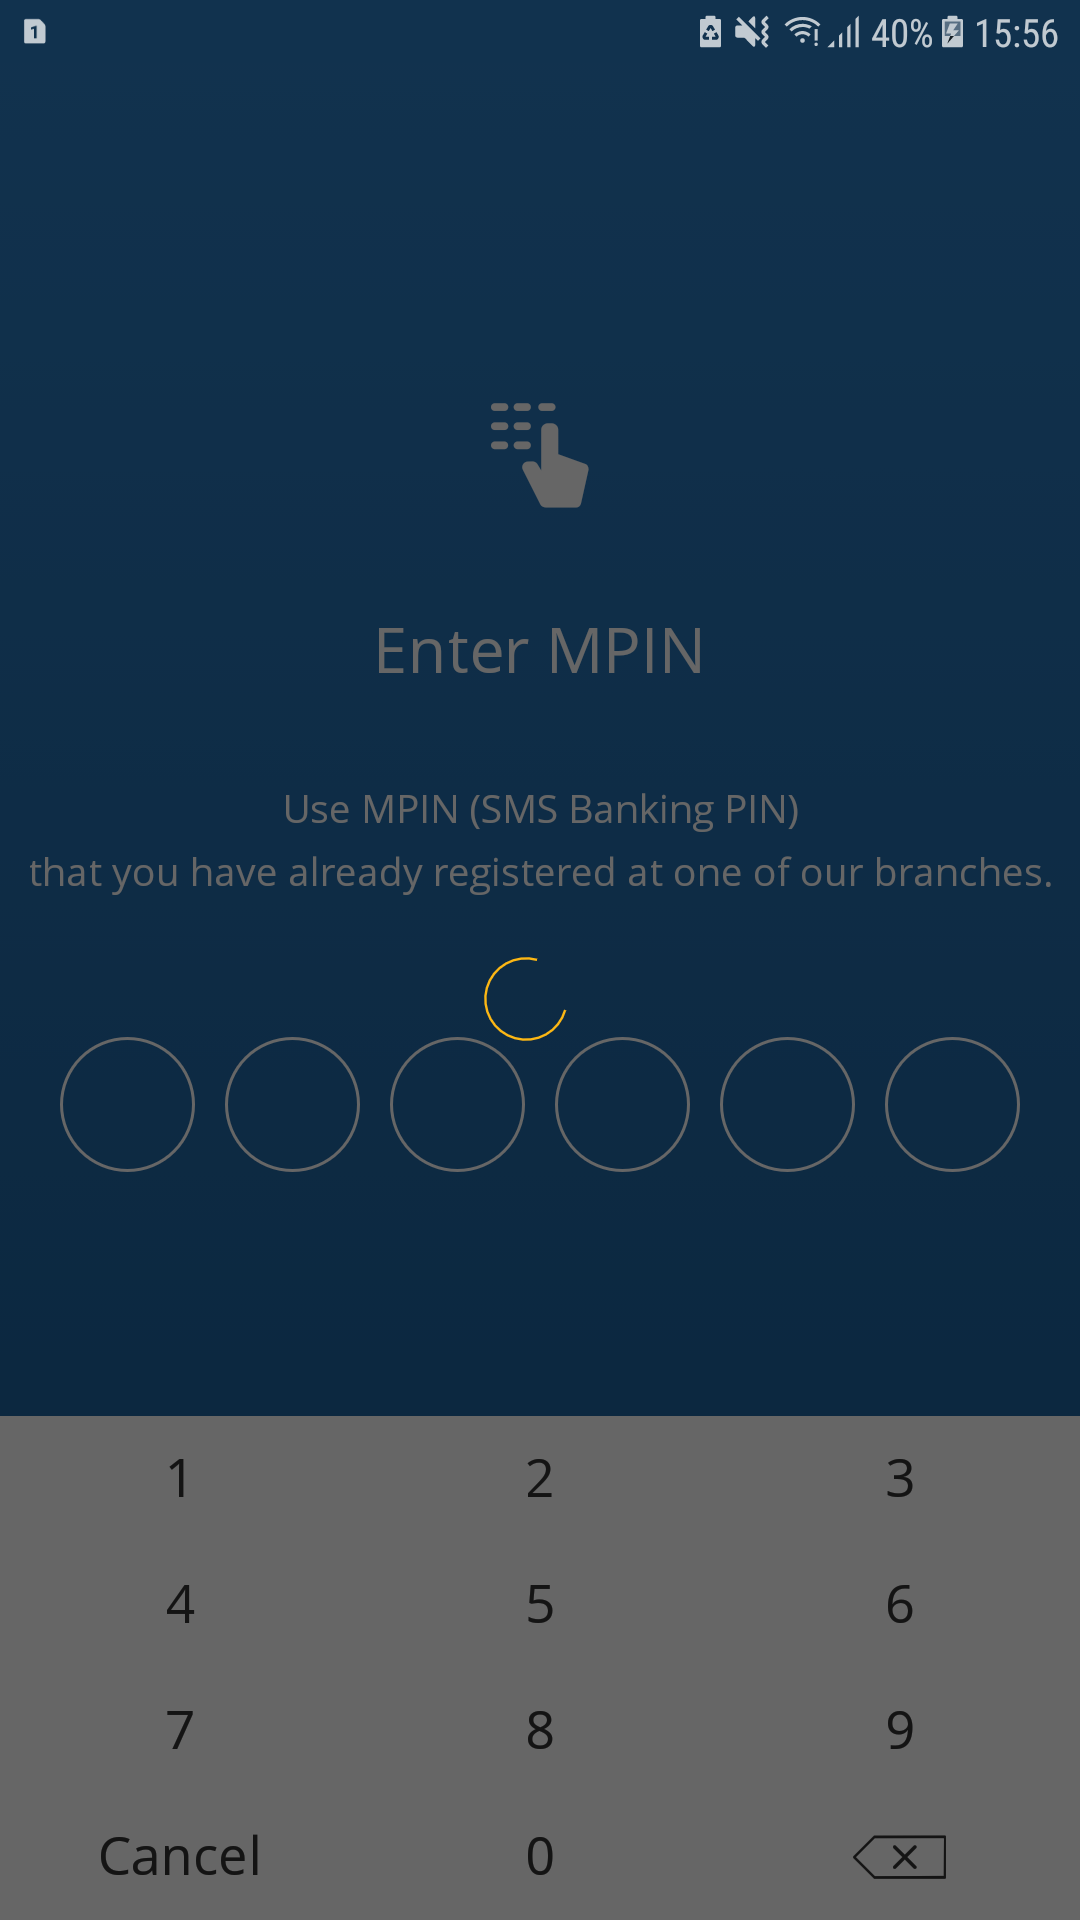 1 40% 15:56
Enter MPIN
Use MPIN (SMS Banking PIN)
that you have already registered at one of our branches.
1 2 3
4 5 6
7 8 9
Cancel 0